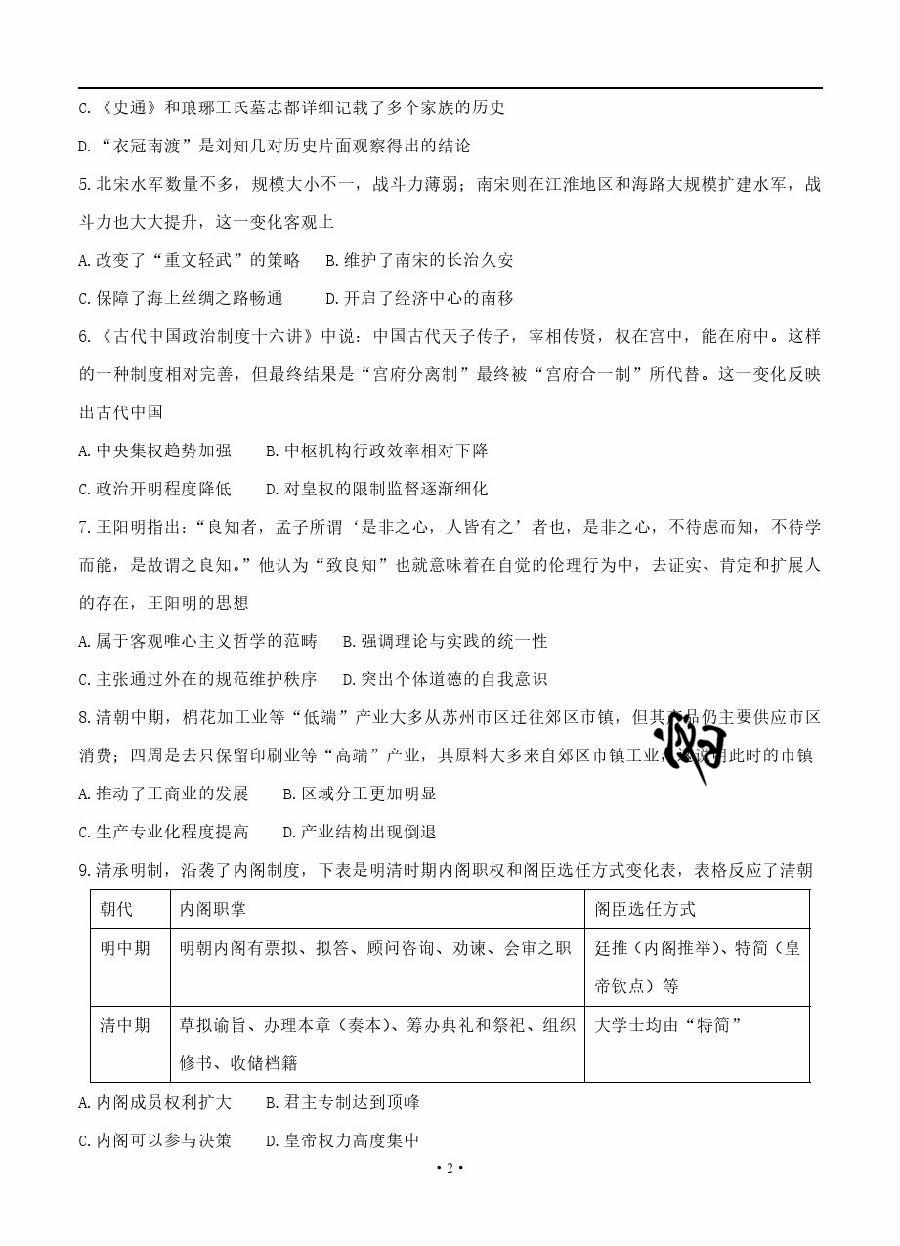 C.《史通》和琅琊王氏墓志都详细记载了多个家族的历史
D.“衣冠南渡”是刘知几对历史片面观察得出的结论
5.北宋水军数量不多，规模大小不一，战斗力薄弱；南宋则在江淮地区和海路大规模扩建水军，战
斗力也大大提升，这一变化客观上
A.改变了“重文轻武”的策略 B.维护了南宋的长治久安
C.保障了海上丝绸之路畅通 D.开启了经济中心的南移
6.《古代中国政治制度十六讲》中说：中国古代天子传子，宰相传贤，权在宫中，能在府中。这样
的一种制度相对完善，但最终结果是“宫府分离制”最终被“宫府合一制”所代替。这一变化反映
出古代中国
A.中央集权趋势加强 B.中枢机构行政效率相对下降
C.政治开明程度降低 D.对皇权的限制监督逐渐细化
7.王阳明指出：“良知者，孟子所谓‘是非之心，人皆有之’者也，是非之心，不待虑而知，不待学
而能，是故谓之良知。”他认为“致良知”也就意味着在自觉的伦理行为中，去证实、肯定和扩展人
的存在，王阳明的思想
A.属于客观唯心主义哲学的范畴 B.强调理论与实践的统一性
C.主张通过外在的规范维护秩序 D.突出个体道德的自我意识
8.清朝中期，棉花加工业等“低端”产业大多从苏州市区迁往郊区市镇，但其产品仍主要供应市区
消费；四周是去只保留印刷业等“高端”产业，具原料大多来自郊区市镇工业，这说明此时的市镇
A.推动了工商业的发展 B.区域分工更加明显
C.生产专业化程度提高 D.产业结构出现倒退
9.清承明制，沿袭了内阁制度，下表是明清时期内阁职权和阁臣选任方式变化表，表格反应了清朝
朝代 内阁职掌 阁臣选任方式
明中期 明朝内阁有票拟、拟答、顾问咨询、劝谏、会审之职 廷推（内阁推举）、特简（皇
帝钦点）等
清中期 草拟谕旨、办理本章（奏本）、筹办典礼和祭祀、组织 大学士均由“特简”
修书、收储档籍
A.内阁成员权利扩大 B.君主专制达到顶峰
C.内阁可以参与决策 D.皇帝权力高度集中
·2·